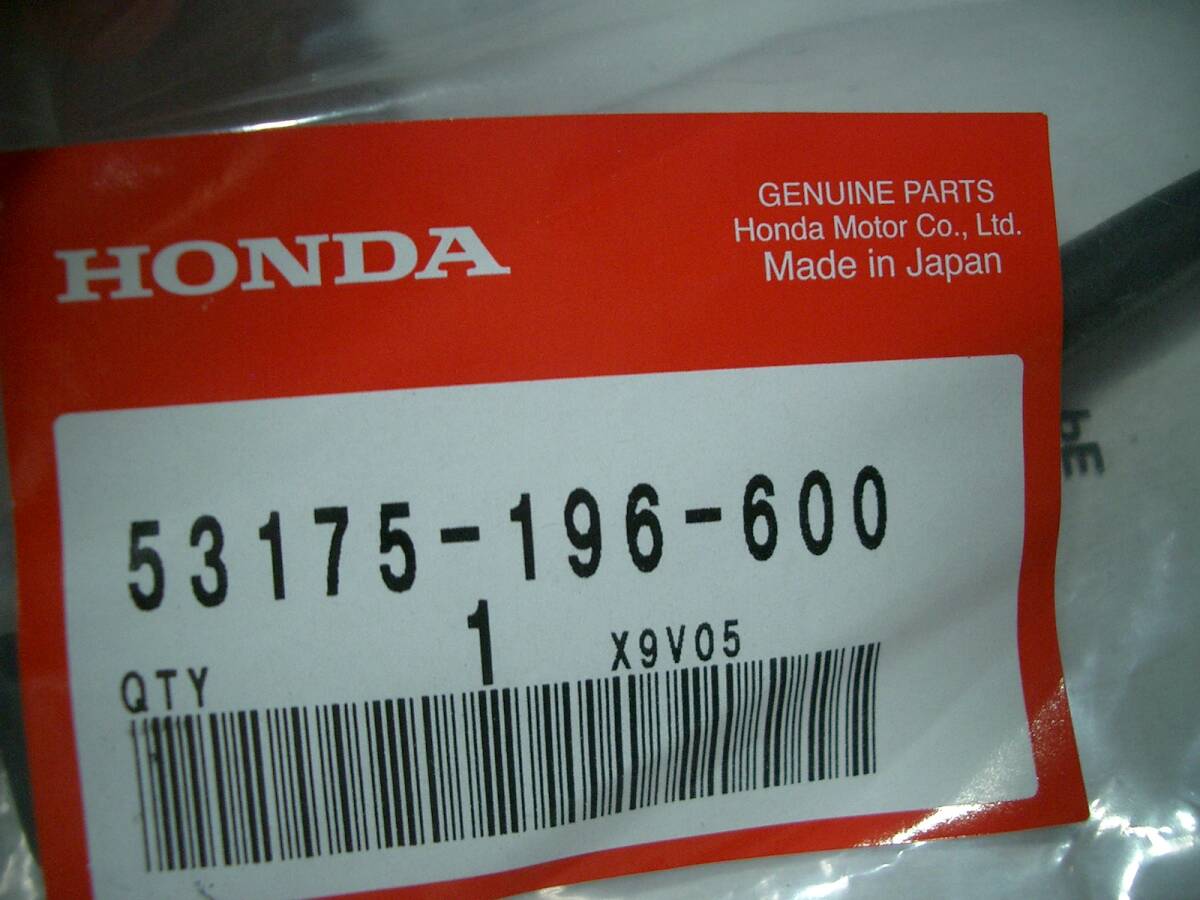 HONDA
GENUINE PARTS
Honda Motor Co., Ltd.
Made in Japan
53175-196-600
QTY 1 X9V05